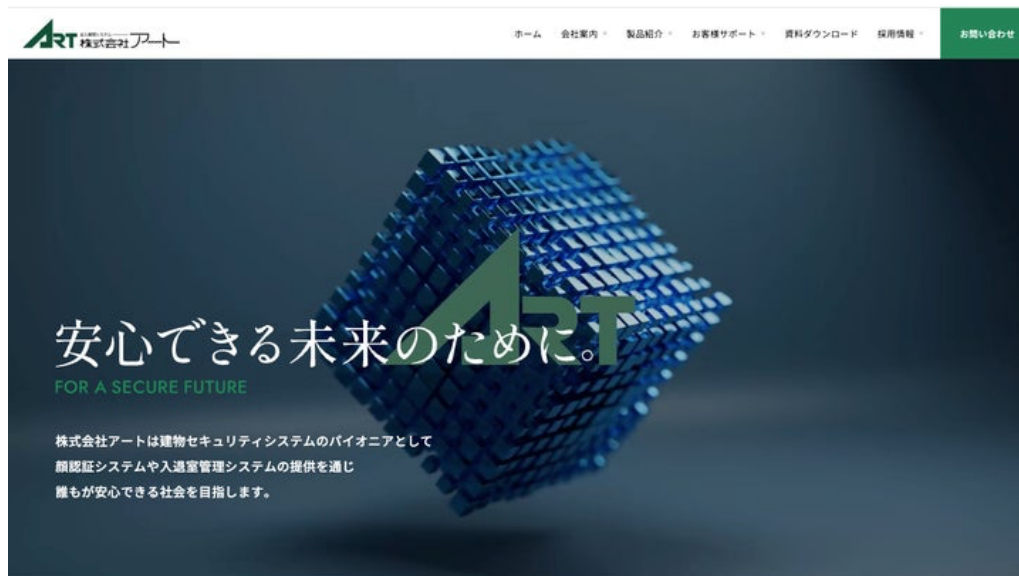 ART 株式会社アート
ホーム 会社案内 製品紹介 お客様サポート 資料ダウンロード 採用情報 お問い合わせ
ART
安心できる未来のために。
FOR A SECURE FUTURE
株式会社アートは建物セキュリティシステムのパイオニアとして
顔認証システムや入退室管理システムの提供を通じ
誰もが安心できる社会を目指します。